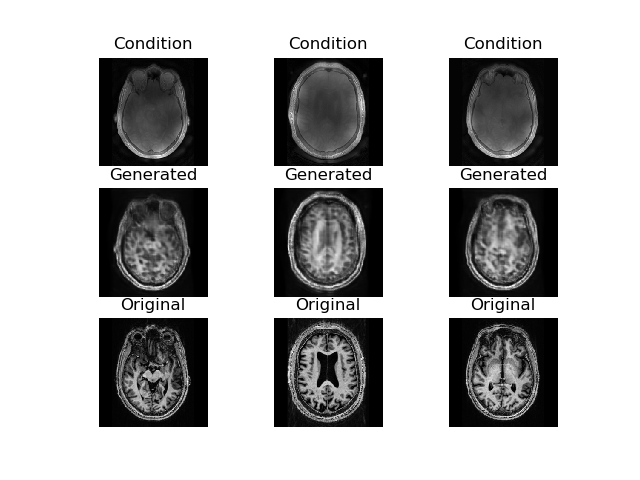 Condition Condition Condition
Generated Generated Generated
Original Original Original